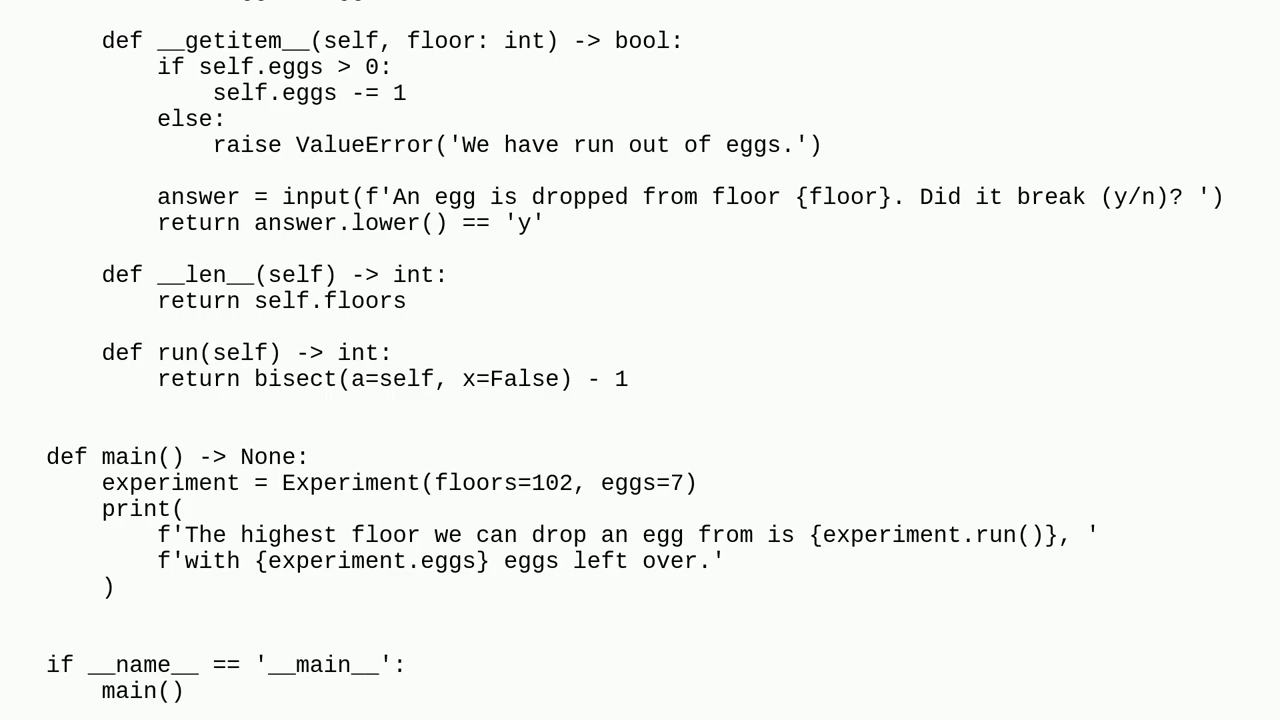 def __getitem__(self, floor: int) -> bool:
if self.eggs > 0:
self.eggs -= 1
else:
raise ValueError('We have run out of eggs.')
answer = input(f'An egg is dropped from floor {floor}. Did it break (y/n)? ')
return answer.lower() == 'y'
def __len__(self) -> int:
return self.floors
def run(self) -> int:
return bisect(a=self, x=False) - 1
def main() -> None:
experiment = Experiment(floors=102, eggs=7)
print(
f'The highest floor we can drop an egg from is {experiment.run()}, '
f'with {experiment.eggs} eggs left over.'
)
if __name__ == '__main__':
main()